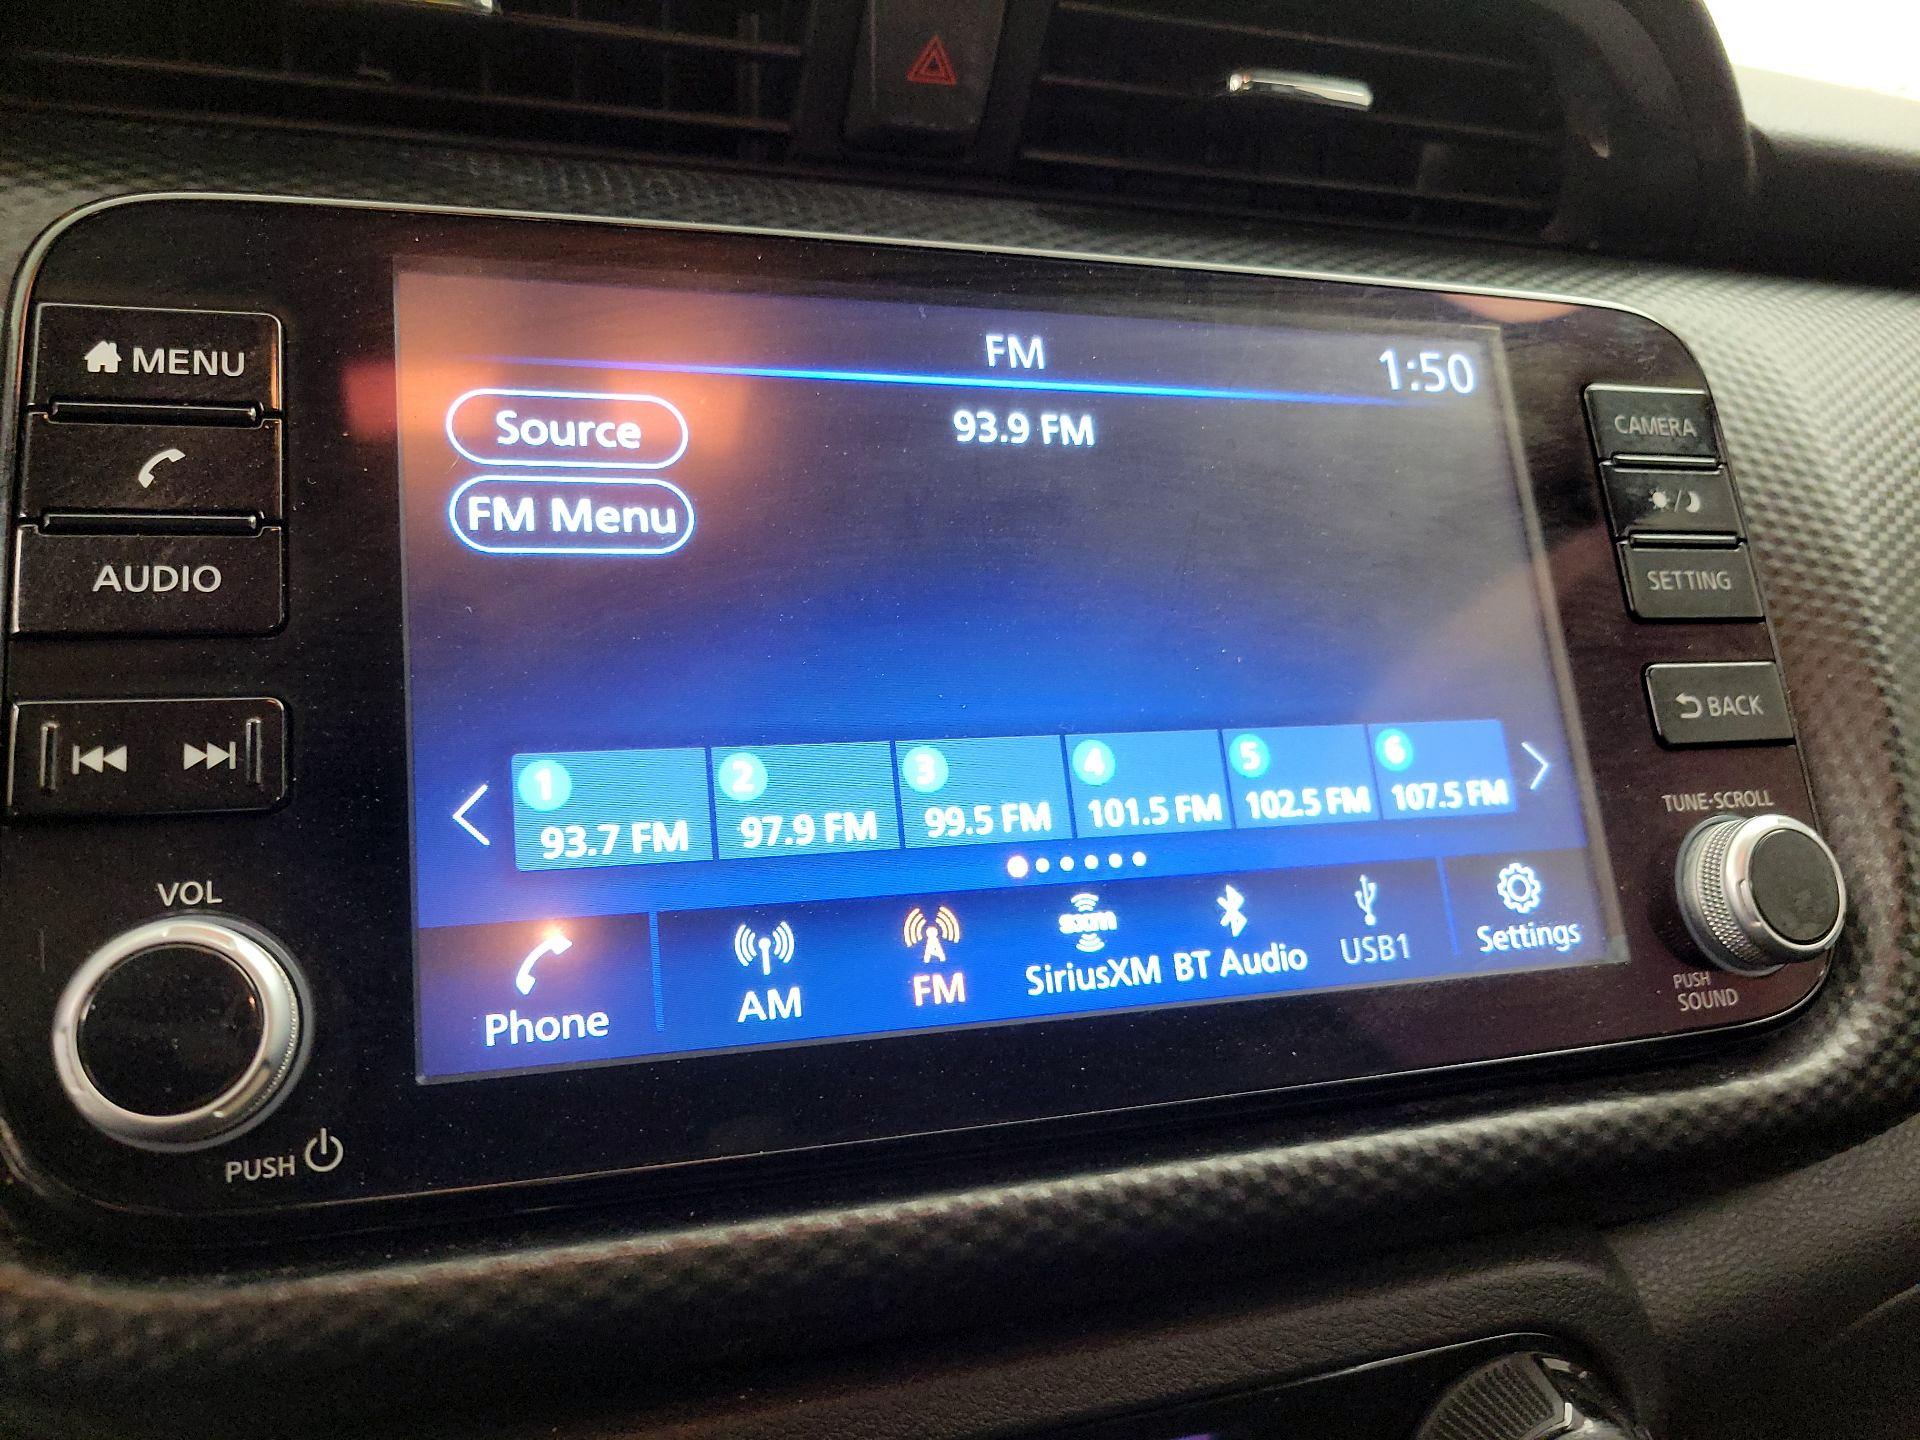 MENU
AUDIO
VOL
PUSH
FM
1:50
Source
93.9 FM
FM Menu
1
93.7 FM
2
97.9 FM
3
99.5 FM
4
101.5 FM
5
102.5 FM
6
107.5 FM
Phone
AM
FM
sxm
SiriusXM
BT Audio
USB1
Settings
CAMERA
SETTING
BACK
TUNE·SCROLL
PUSH
SOUND